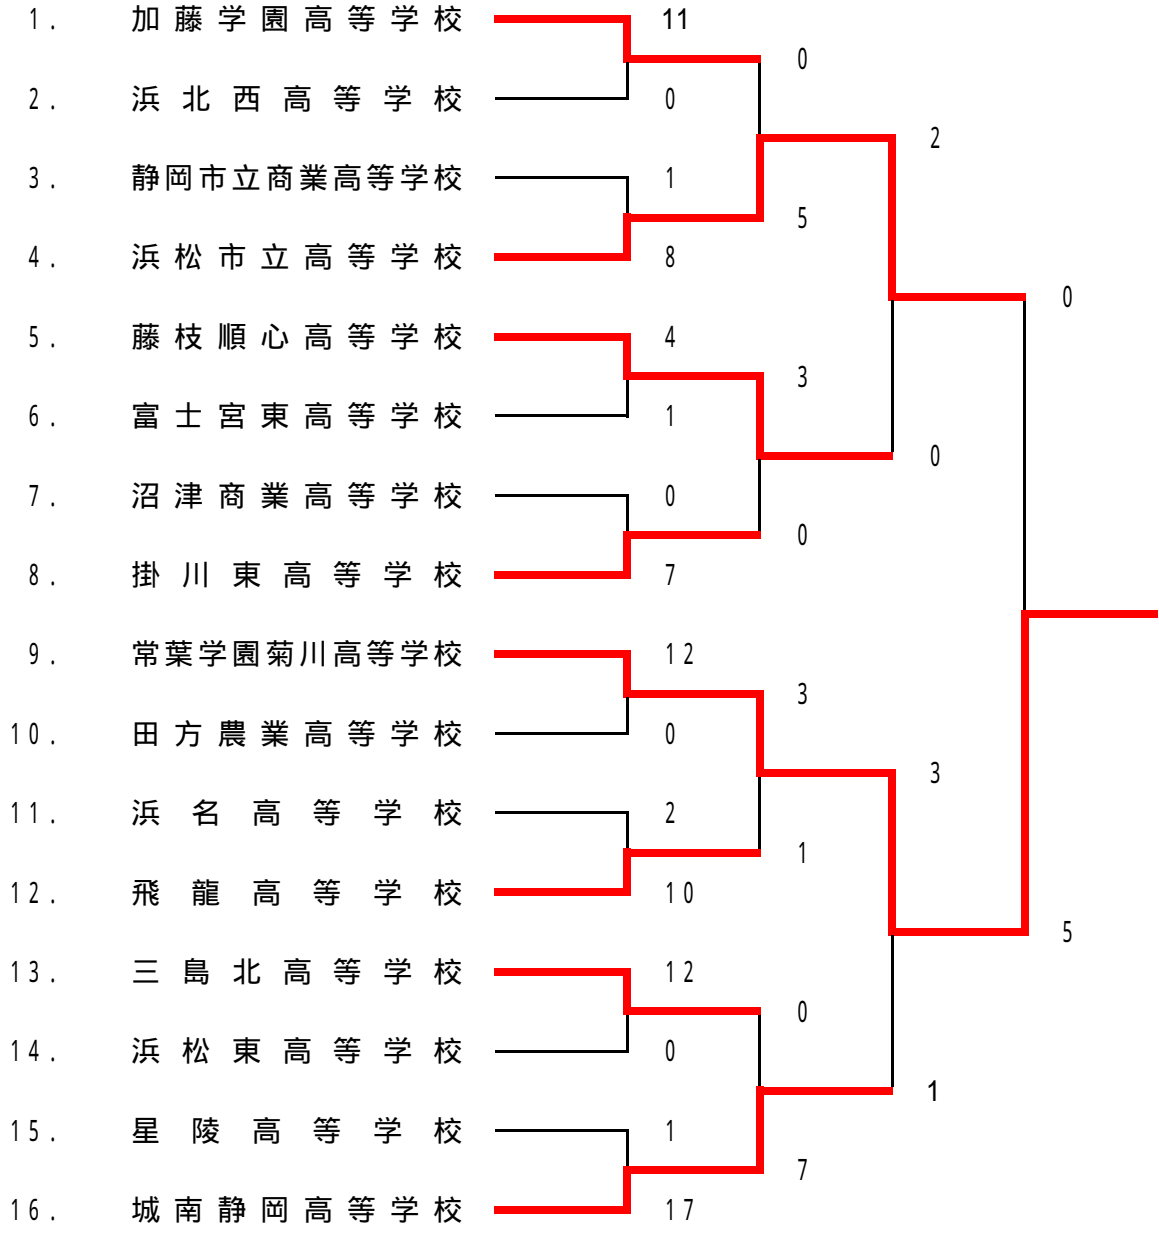 1. 加藤学園高等学校 11
0
2. 浜北西高等学校 0
2
3. 静岡市立商業高等学校 1
5
4. 浜松市立高等学校 8
0
5. 藤枝順心高等学校 4
3
6. 富士宮東高等学校 1
0
7. 沼津商業高等学校 0
0
8. 掛川東高等学校 7
9. 常葉学園菊川高等学校 12
3
10. 田方農業高等学校 0
3
11. 浜名高等学校 2
1
12. 飛龍高等学校 10
5
13. 三島北高等学校 12
0
14. 浜松東高等学校 0
1
15. 星陵高等学校 1
7
16. 城南静岡高等学校 17